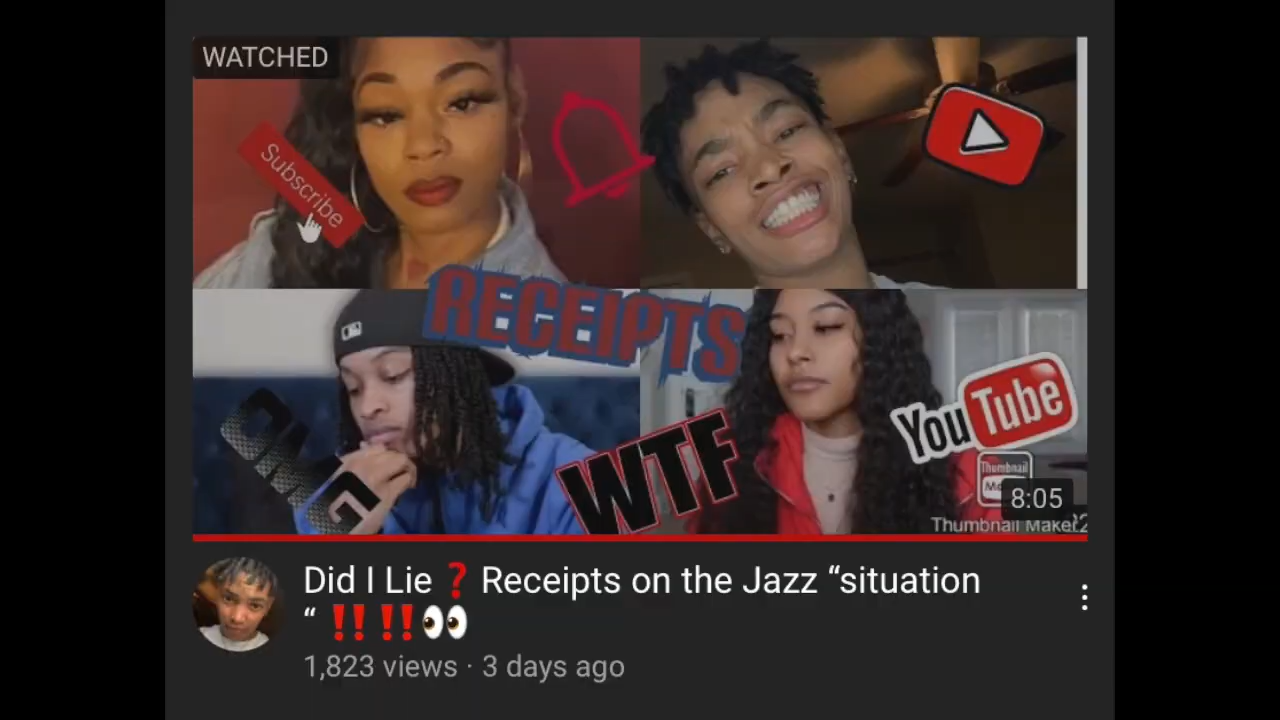 WATCHED
Subscribe
RECEIPTS
OMG
WTF
YouTube
Thumbnail
8:05
Thumbnail Maker
Did I Lie❓Receipts on the Jazz “situation
“ ‼️ ‼️👀
1,823 views · 3 days ago